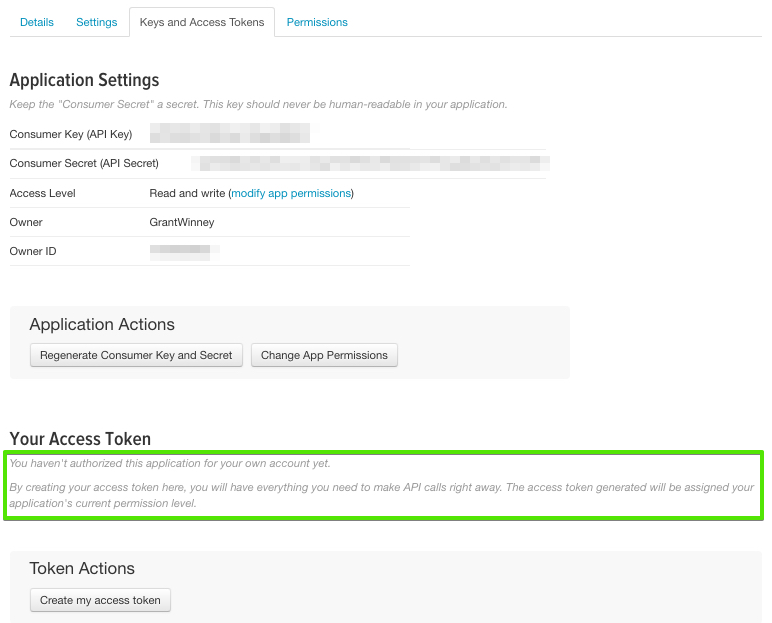 Details Settings Keys and Access Tokens Permissions
Application Settings
Keep the "Consumer Secret" a secret. This key should never be human-readable in your application.
Consumer Key (API Key)
Consumer Secret (API Secret)
Access Level Read and write (modify app permissions)
Owner GrantWinney
Owner ID
Application Actions
Regenerate Consumer Key and Secret Change App Permissions
Your Access Token
You haven't authorized this application for your own account yet.
By creating your access token here, you will have everything you need to make API calls right away. The access token generated will be assigned your
application's current permission level.
Token Actions
Create my access token